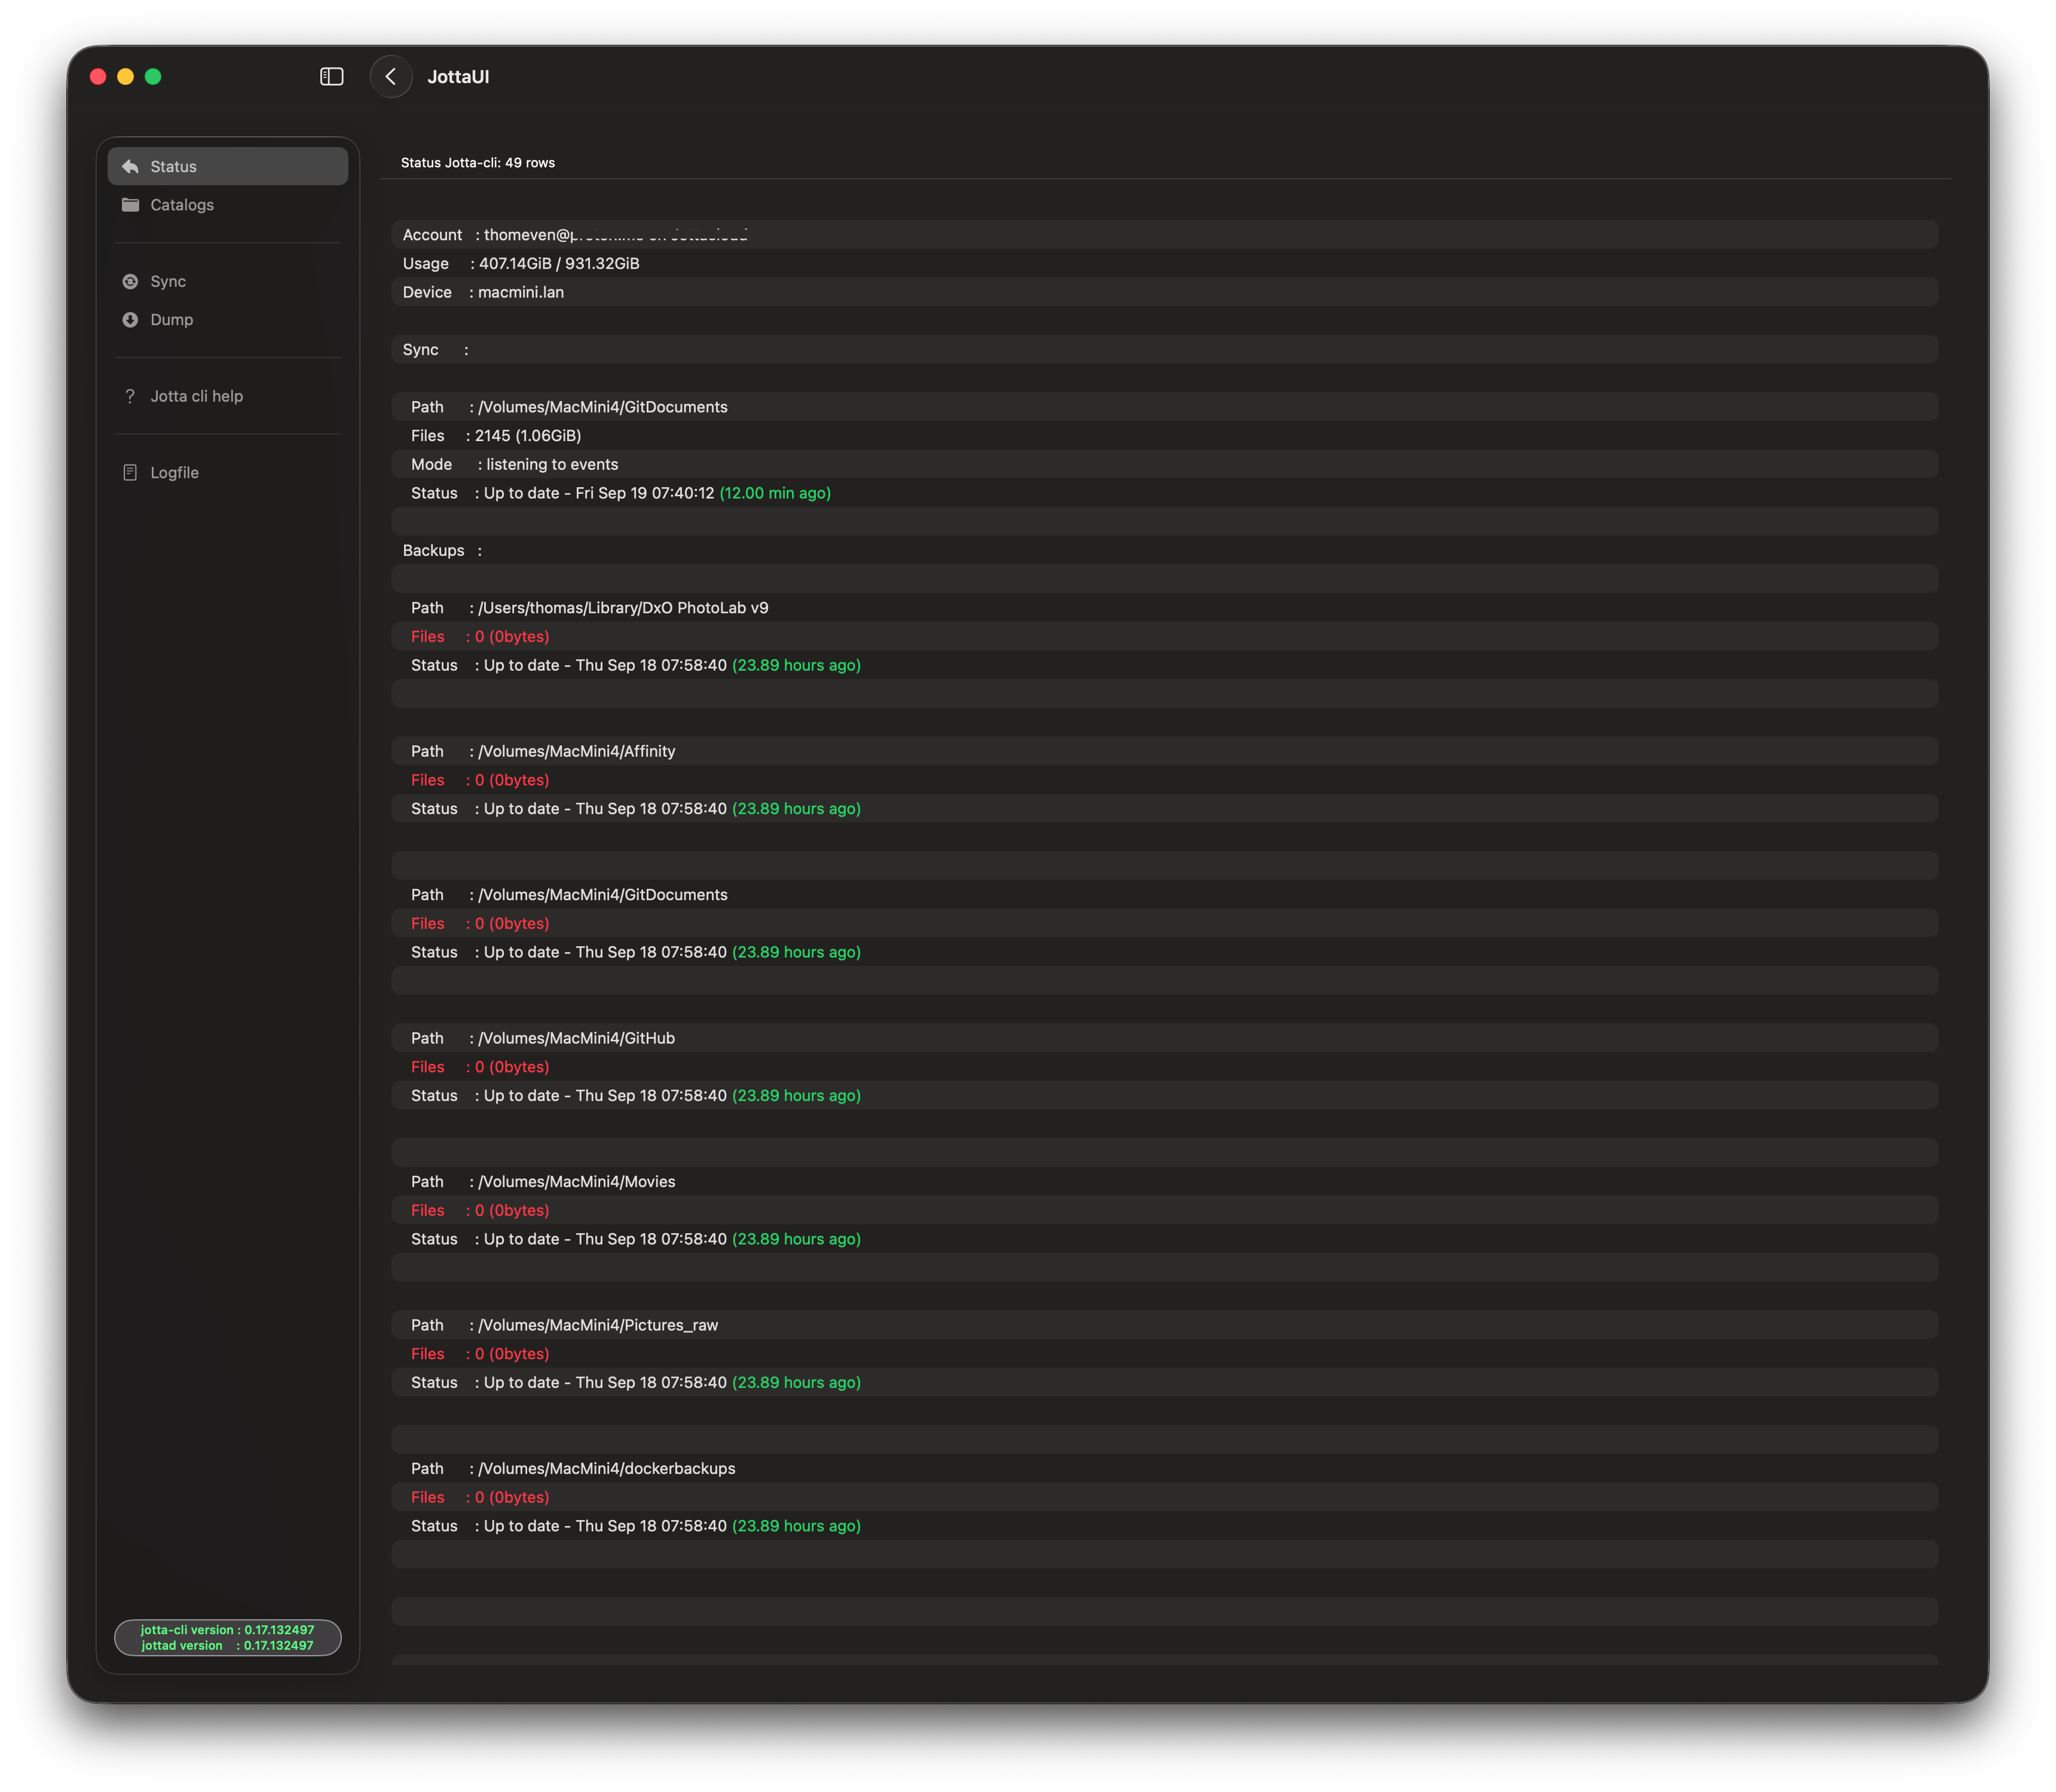 JottaUI
Status
Catalogs
Sync
Dump
? Jotta cli help
Logfile
jotta-cli version : 0.17.132497
jottad version : 0.17.132497
Status Jotta-cli: 49 rows
Account : thomeven@
Usage : 407.14GiB / 931.32GiB
Device : macmini.lan
Sync :
Path : /Volumes/MacMini4/GitDocuments
Files : 2145 (1.06GiB)
Mode : listening to events
Status : Up to date - Fri Sep 19 07:40:12 (12.00 min ago)
Backups :
Path : /Users/thomas/Library/DxO PhotoLab v9
Files : 0 (0bytes)
Status : Up to date - Thu Sep 18 07:58:40 (23.89 hours ago)
Path : /Volumes/MacMini4/Affinity
Files : 0 (0bytes)
Status : Up to date - Thu Sep 18 07:58:40 (23.89 hours ago)
Path : /Volumes/MacMini4/GitDocuments
Files : 0 (0bytes)
Status : Up to date - Thu Sep 18 07:58:40 (23.89 hours ago)
Path : /Volumes/MacMini4/GitHub
Files : 0 (0bytes)
Status : Up to date - Thu Sep 18 07:58:40 (23.89 hours ago)
Path : /Volumes/MacMini4/Movies
Files : 0 (0bytes)
Status : Up to date - Thu Sep 18 07:58:40 (23.89 hours ago)
Path : /Volumes/MacMini4/Pictures_raw
Files : 0 (0bytes)
Status : Up to date - Thu Sep 18 07:58:40 (23.89 hours ago)
Path : /Volumes/MacMini4/dockerbackups
Files : 0 (0bytes)
Status : Up to date - Thu Sep 18 07:58:40 (23.89 hours ago)